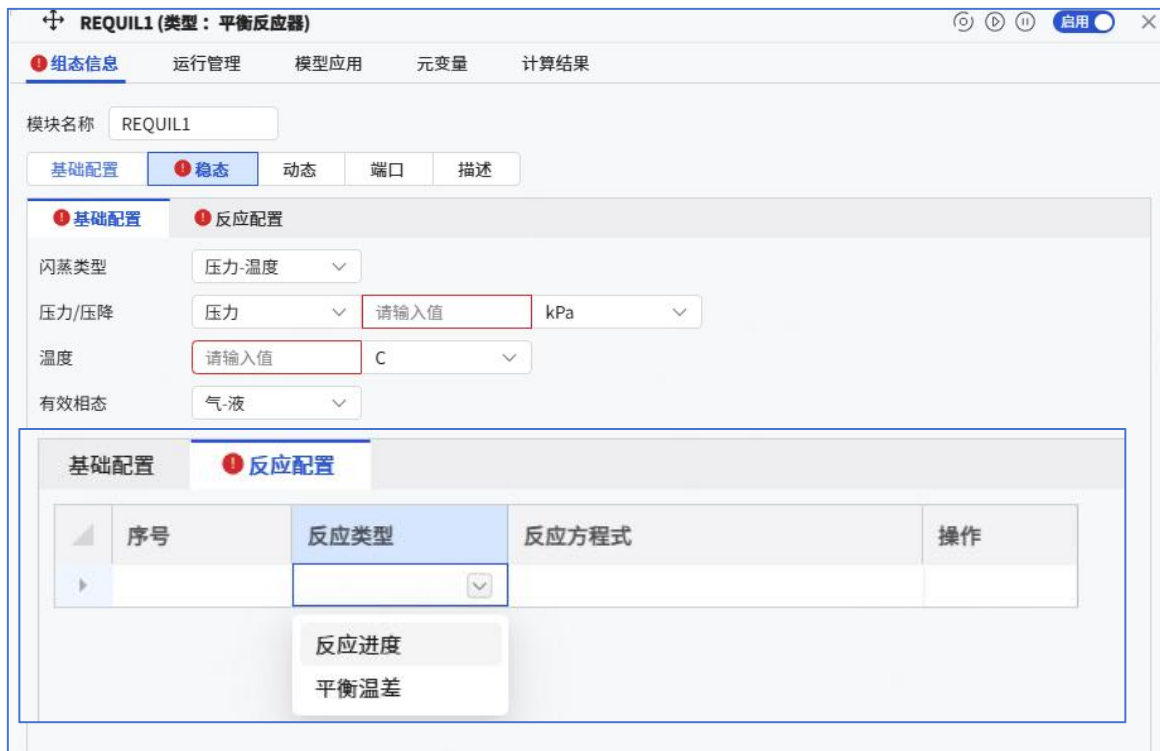 REQUIL1 (类型：平衡反应器) 启用
组态信息 运行管理 模型应用 元变量 计算结果
模块名称 REQUIL1
基础配置 稳态 动态 端口 描述
基础配置 反应配置
闪蒸类型 压力-温度
压力/压降 压力 请输入值 kPa
温度 请输入值 C
有效相态 气-液
基础配置 反应配置
序号 反应类型 反应方程式 操作
反应进度
平衡温差